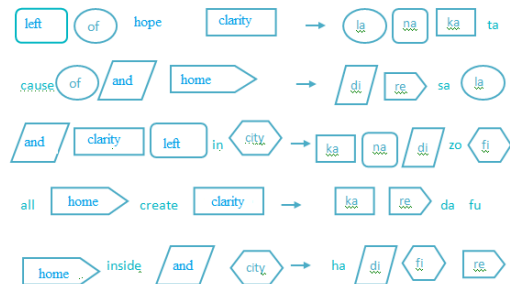 left of hope clarity → la na ka ta
cause of and home → di re sa la
and clarity left in city → ka na di zo fi
all home create clarity → ka re da fu
home inside and city → ha di fi re